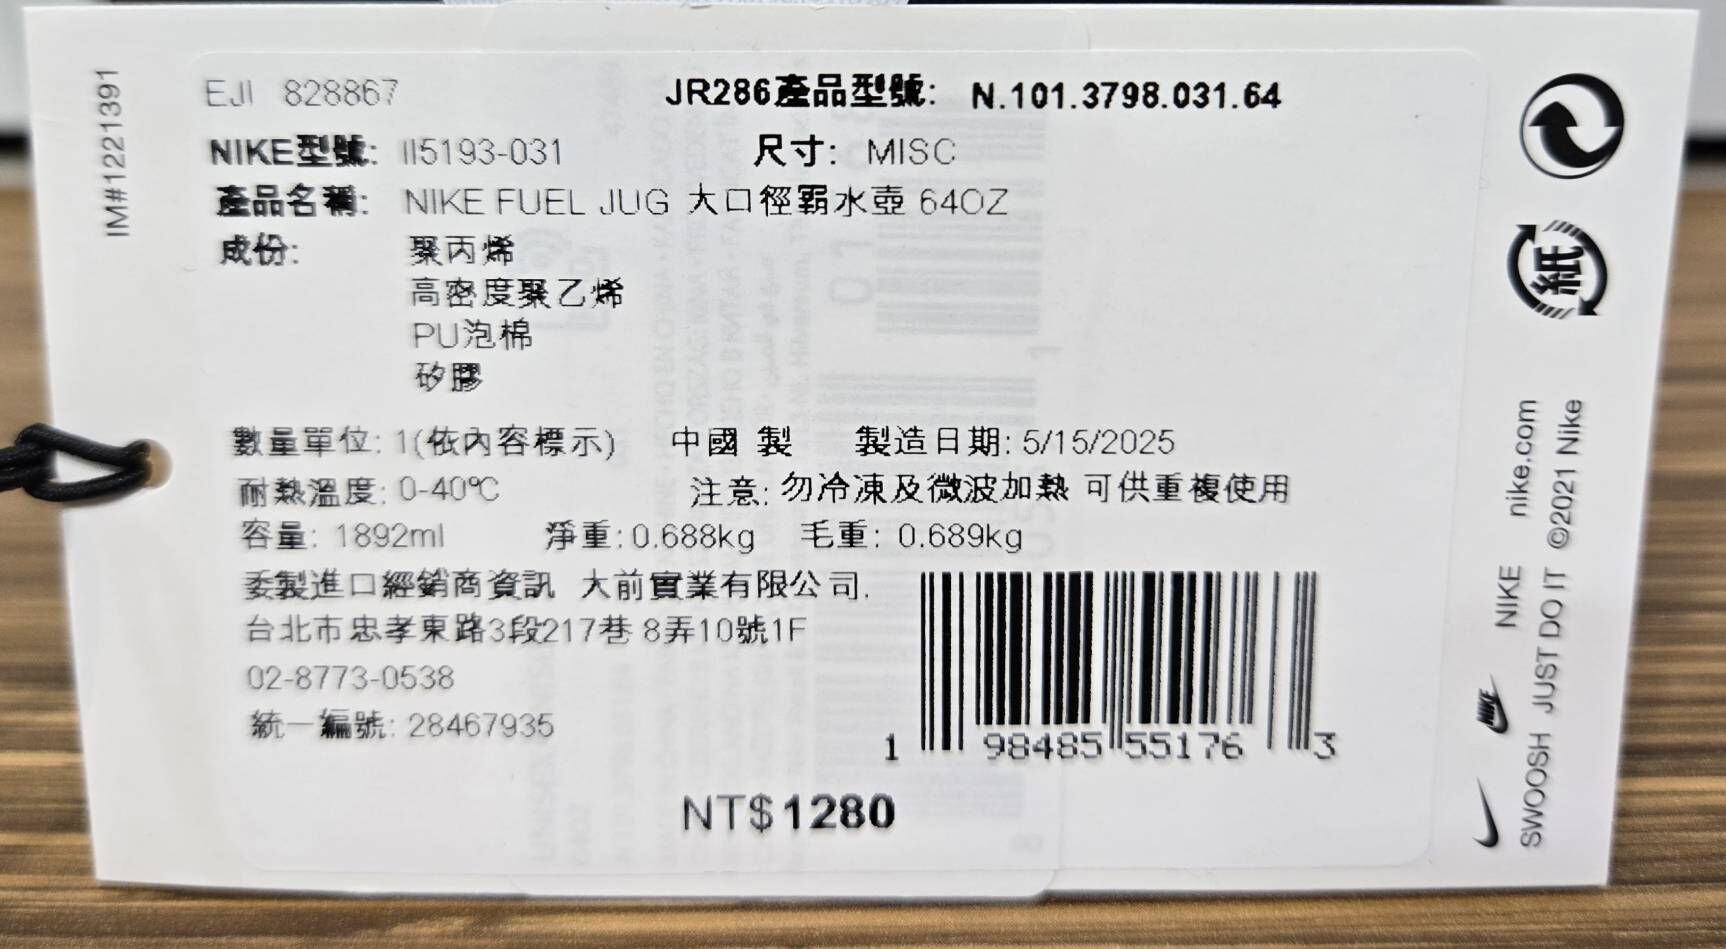 IM#1221391
EJI 828867
JR286產品型號: N.101.3798.031.64
NIKE型號: II5193-031 尺寸: MISC
產品名稱: NIKE FUEL JUG 大口徑霸水壺 64OZ
成份: 聚丙烯
高密度聚乙烯
PU泡棉
矽膠
數量單位: 1(依內容標示) 中國 製 製造日期: 5/15/2025
耐熱溫度: 0-40℃ 注意: 勿冷凍及微波加熱 可供重複使用
容量: 1892ml 淨重: 0.688kg 毛重: 0.689kg
委製進口經銷商資訊 大前實業有限公司.
台北市忠孝東路3段217巷8弄10號1F
02-8773-0538
統一編號: 28467935
1 98485 55176 3
NT$1280
紙
nike.com
©2021 Nike
NIKE
SWOOSH JUST DO IT
NIKE